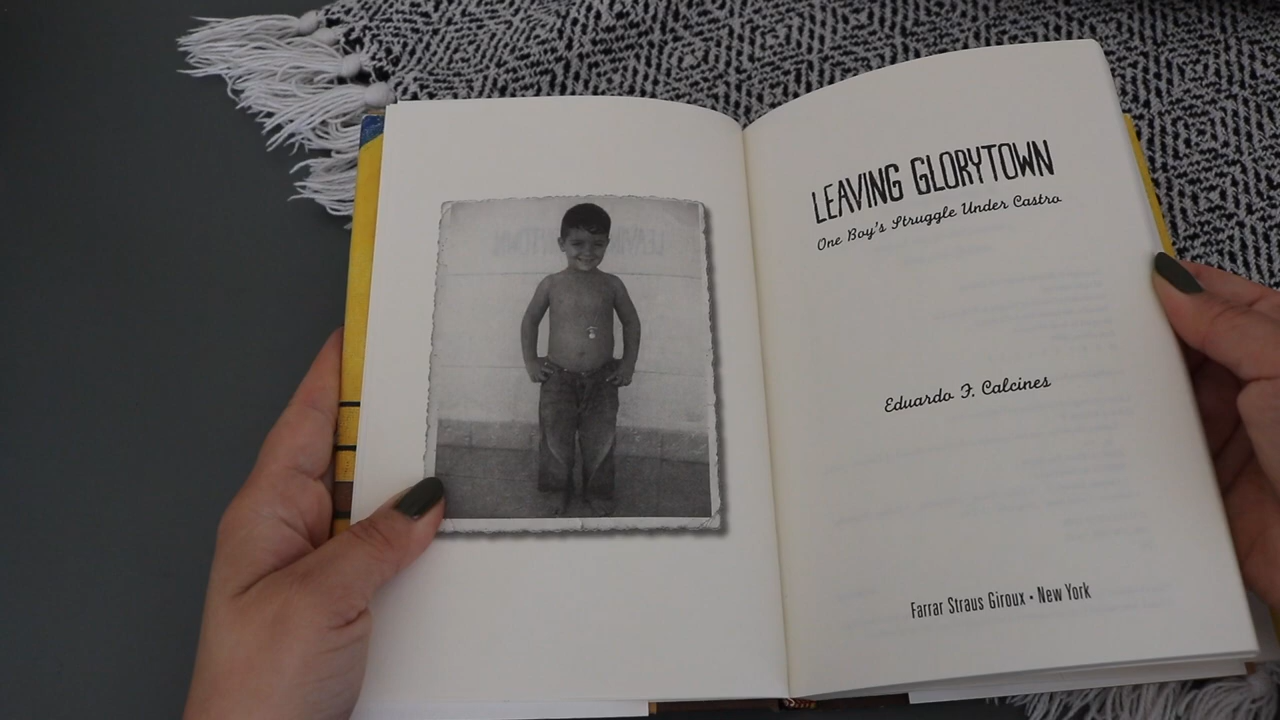 LEAVING GLORYTOWN
One Boy's Struggle Under Castro
Eduardo F. Calcines
Farrar Straus Giroux • New York